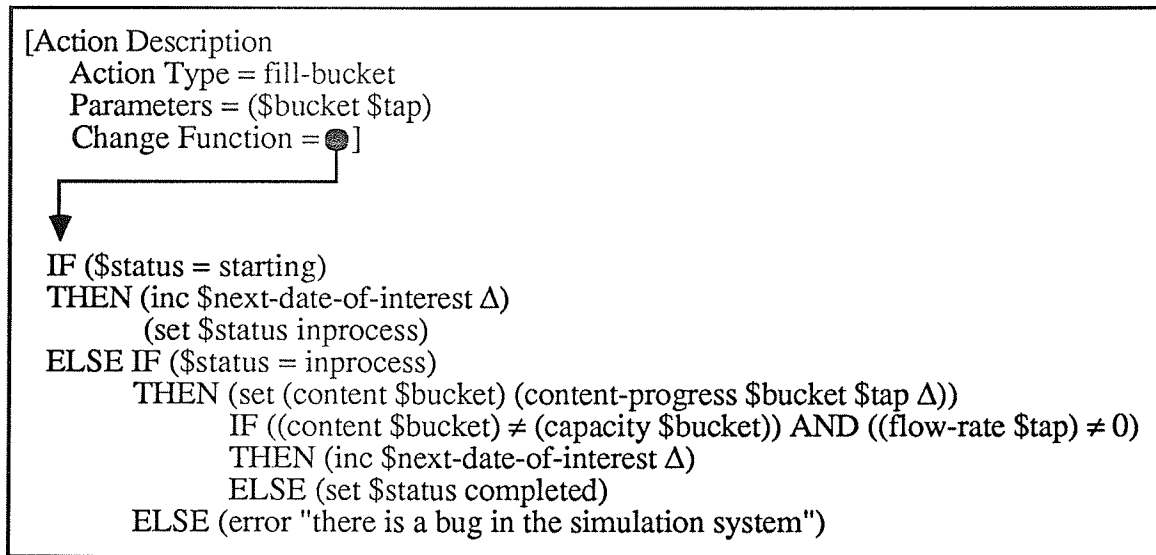 [Action Description
Action Type = fill-bucket
Parameters = ($bucket $tap)
Change Function = ]
IF ($status = starting)
THEN (inc $next-date-of-interest Δ)
(set $status inprocess)
ELSE IF ($status = inprocess)
THEN (set (content $bucket) (content-progress $bucket $tap Δ))
IF ((content $bucket) ≠ (capacity $bucket)) AND ((flow-rate $tap) ≠ 0)
THEN (inc $next-date-of-interest Δ)
ELSE (set $status completed)
ELSE (error "there is a bug in the simulation system")